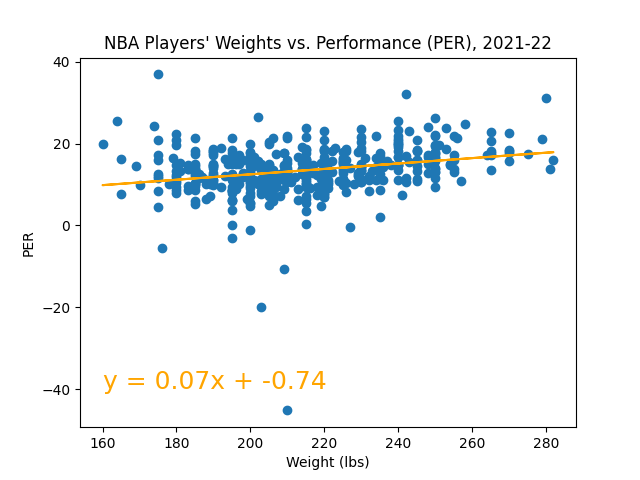 NBA Players' Weights vs. Performance (PER), 2021-22
40
20
0
−20
−40
PER
y = 0.07x + -0.74
160 180 200 220 240 260 280
Weight (lbs)